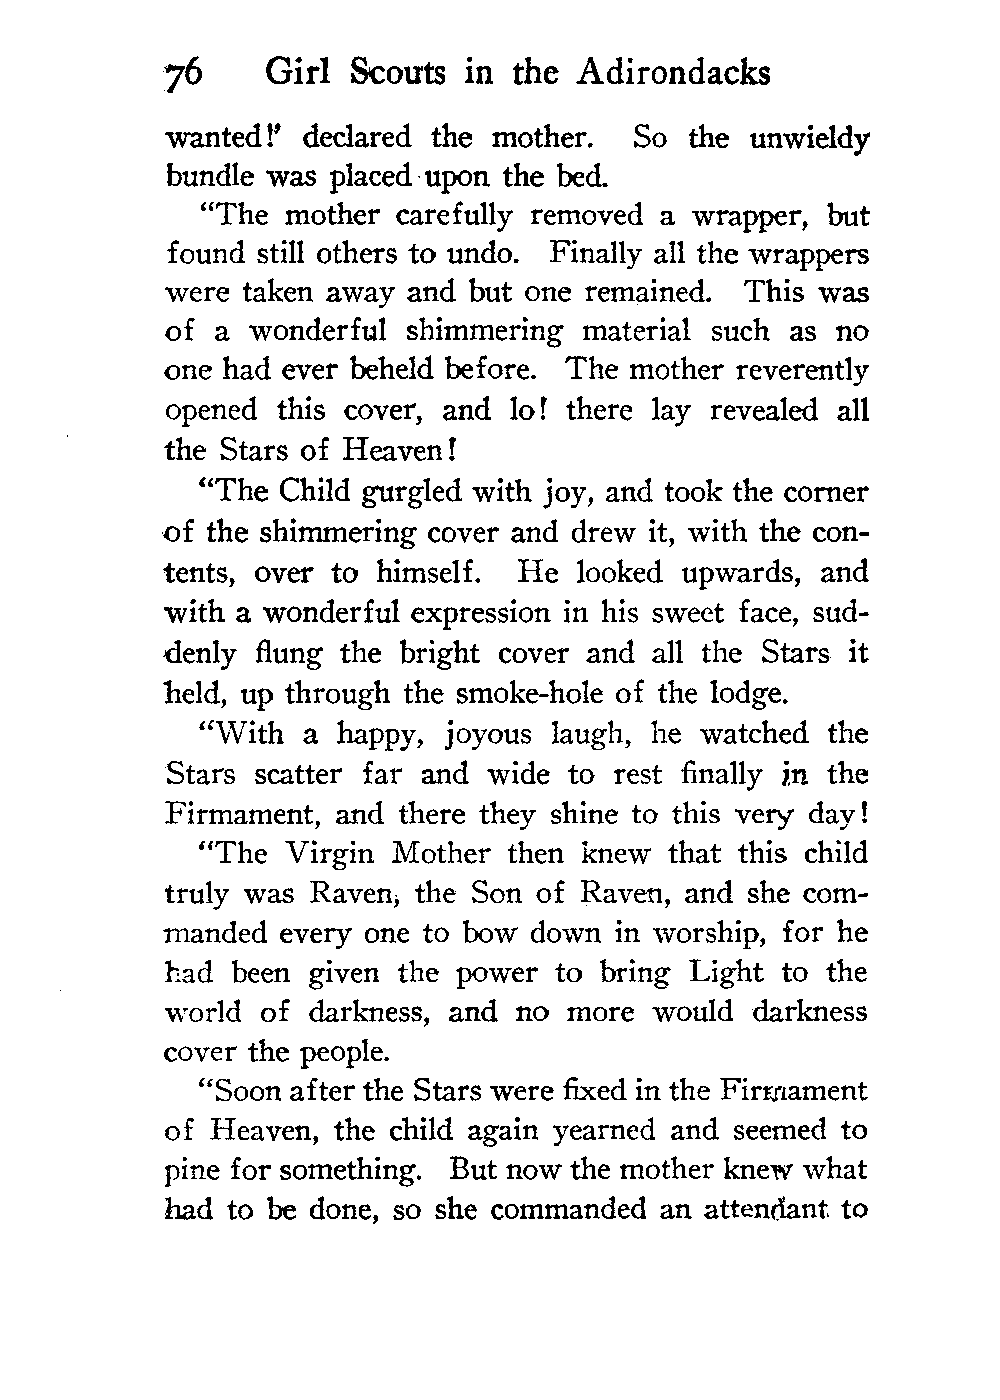 76 Girl Scouts in the Adirondacks
wanted!' declared the mother. So the unwieldy
bundle was placed upon the bed.
“The mother carefully removed a wrapper, but
found still others to undo. Finally all the wrappers
were taken away and but one remained. This was
of a wonderful shimmering material such as no
one had ever beheld before. The mother reverently
opened this cover, and lo! there lay revealed all
the Stars of Heaven!
“The Child gurgled with joy, and took the corner
of the shimmering cover and drew it, with the con-
tents, over to himself. He looked upwards, and
with a wonderful expression in his sweet face, sud-
denly flung the bright cover and all the Stars it
held, up through the smoke-hole of the lodge.
“With a happy, joyous laugh, he watched the
Stars scatter far and wide to rest finally in the
Firmament, and there they shine to this very day!
“The Virgin Mother then knew that this child
truly was Raven, the Son of Raven, and she com-
manded every one to bow down in worship, for he
had been given the power to bring Light to the
world of darkness, and no more would darkness
cover the people.
“Soon after the Stars were fixed in the Firmament
of Heaven, the child again yearned and seemed to
pine for something. But now the mother knew what
had to be done, so she commanded an attendant to